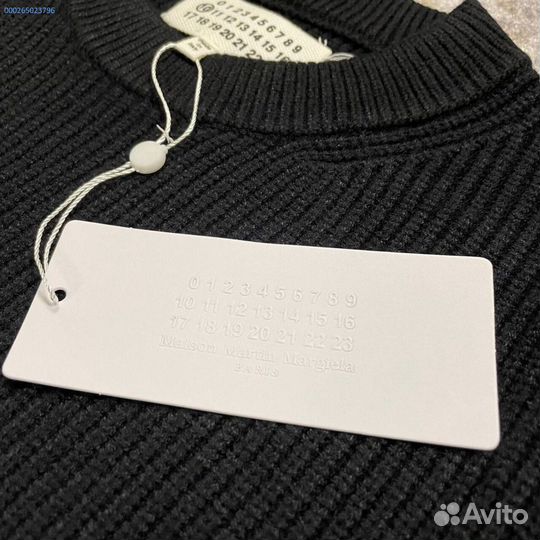 000265023796
0 1 2 3 4 5 6 7 8 9
10 11 12 13 14 15 16
17 18 19 20 21 22
0 1 2 3 4 5 6 7 8 9
10 11 12 13 14 15 16
17 18 19 20 21 22 23
Maison Martin Margiela
PARIS
Avito